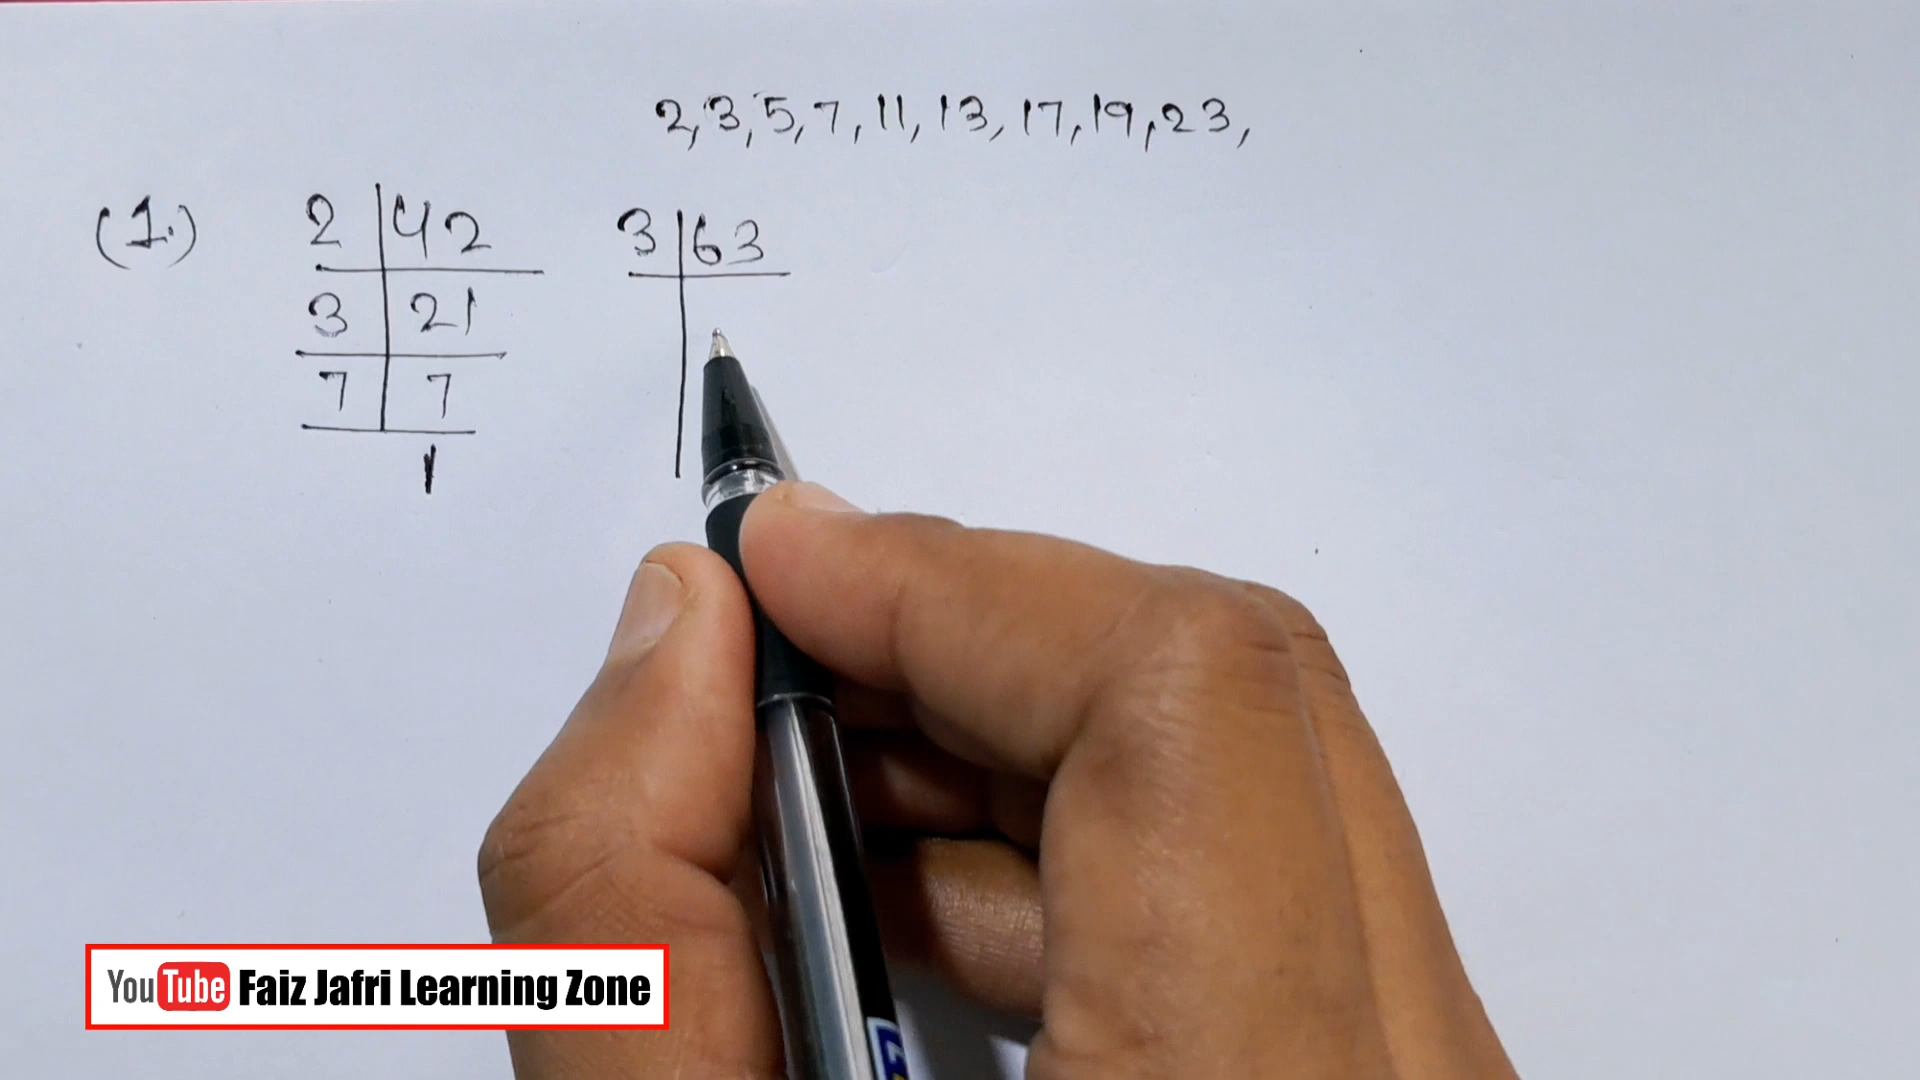 2,3,5,7,11,13,17,19,23,
(1.)
2 | 42
3 | 21
7 | 7
1
3 | 63
YouTube Faiz Jafri Learning Zone